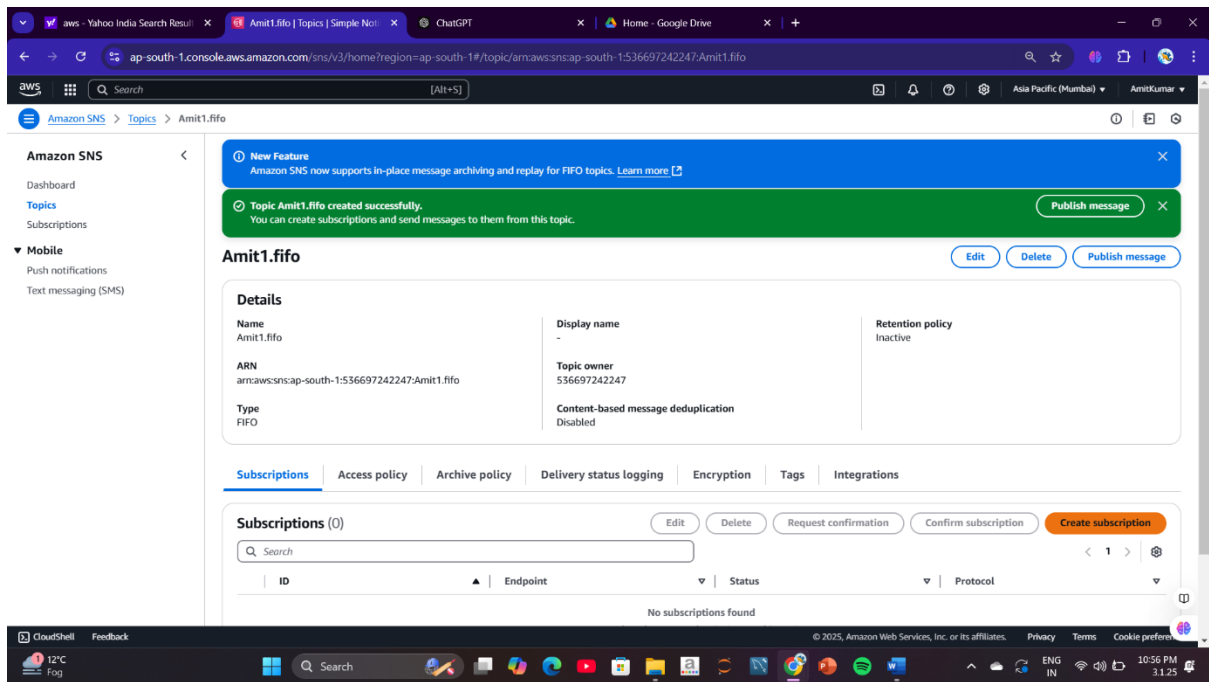 aws - Yahoo India Search Result
Amit1.fifo | Topics | Simple Not
ChatGPT
Home - Google Drive
ap-south-1.console.aws.amazon.com/sns/v3/home?region=ap-south-1#/topic/arn:aws:sns:ap-south-1:536697242247:Amit1.fifo
aws
Search [Alt+S]
Asia Pacific (Mumbai)
AmitKumar
Amazon SNS > Topics > Amit1.fifo
Amazon SNS
Dashboard
Topics
Subscriptions
Mobile
Push notifications
Text messaging (SMS)
New Feature
Amazon SNS now supports in-place message archiving and replay for FIFO topics. Learn more
Topic Amit1.fifo created successfully.
You can create subscriptions and send messages to them from this topic.
Publish message
Amit1.fifo
Edit
Delete
Publish message
Details
Name
Amit1.fifo
ARN
arn:aws:sns:ap-south-1:536697242247:Amit1.fifo
Type
FIFO
Display name
-
Topic owner
536697242247
Content-based message deduplication
Disabled
Retention policy
Inactive
Subscriptions
Access policy
Archive policy
Delivery status logging
Encryption
Tags
Integrations
Subscriptions (0)
Edit
Delete
Request confirmation
Confirm subscription
Create subscription
Search
1
ID
Endpoint
Status
Protocol
No subscriptions found
CloudShell
Feedback
© 2025, Amazon Web Services, Inc. or its affiliates.
Privacy
Terms
Cookie preferen
1
12°C
Fog
Search
ENG
IN
10:56 PM
3.1.25